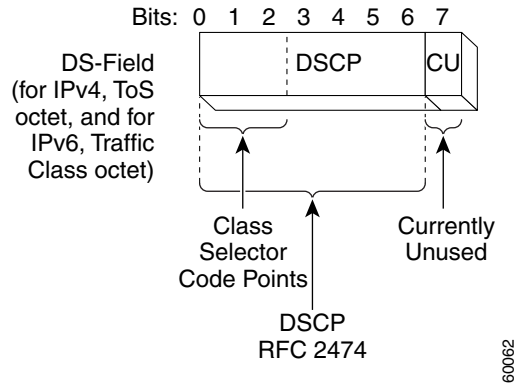 Bits: 0 1 2 3 4 5 6 7
DS-Field
(for IPv4, ToS
octet, and for
IPv6, Traffic
Class octet)
DSCP
CU
Class
Selector
Code Points
Currently
Unused
DSCP
RFC 2474
60062